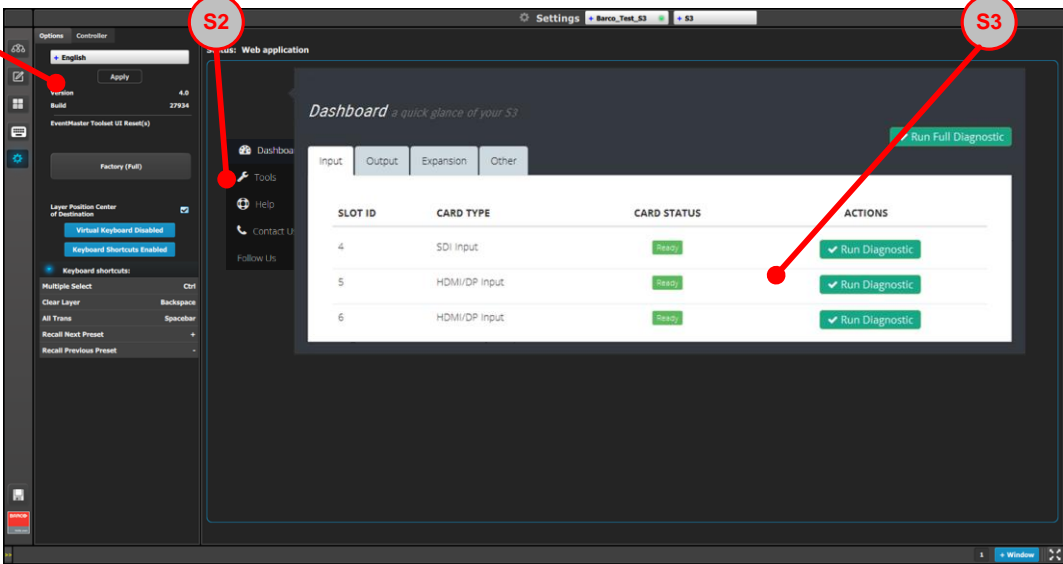 S2
S3
Settings + Barco_Test_S3 + S3
Options Controller
+ English
Status: Web application
Apply
Version 4.0
Build 27934
EventMaster Toolset UI Reset(s)
Factory (Full)
Layer Position Center
of Destination
Virtual Keyboard Disabled
Keyboard Shortcuts Enabled
Keyboard shortcuts:
Multiple Select Ctrl
Clear Layer Backspace
All Trans Spacebar
Recall Next Preset +
Recall Previous Preset -
Dashboa
Tools
Help
Contact U
Follow Us
Dashboard a quick glance of your S3
Run Full Diagnostic
Input Output Expansion Other
SLOT ID CARD TYPE CARD STATUS ACTIONS
4 SDI Input Ready Run Diagnostic
5 HDMI/DP Input Ready Run Diagnostic
6 HDMI/DP Input Ready Run Diagnostic
BARCO
1 + Window